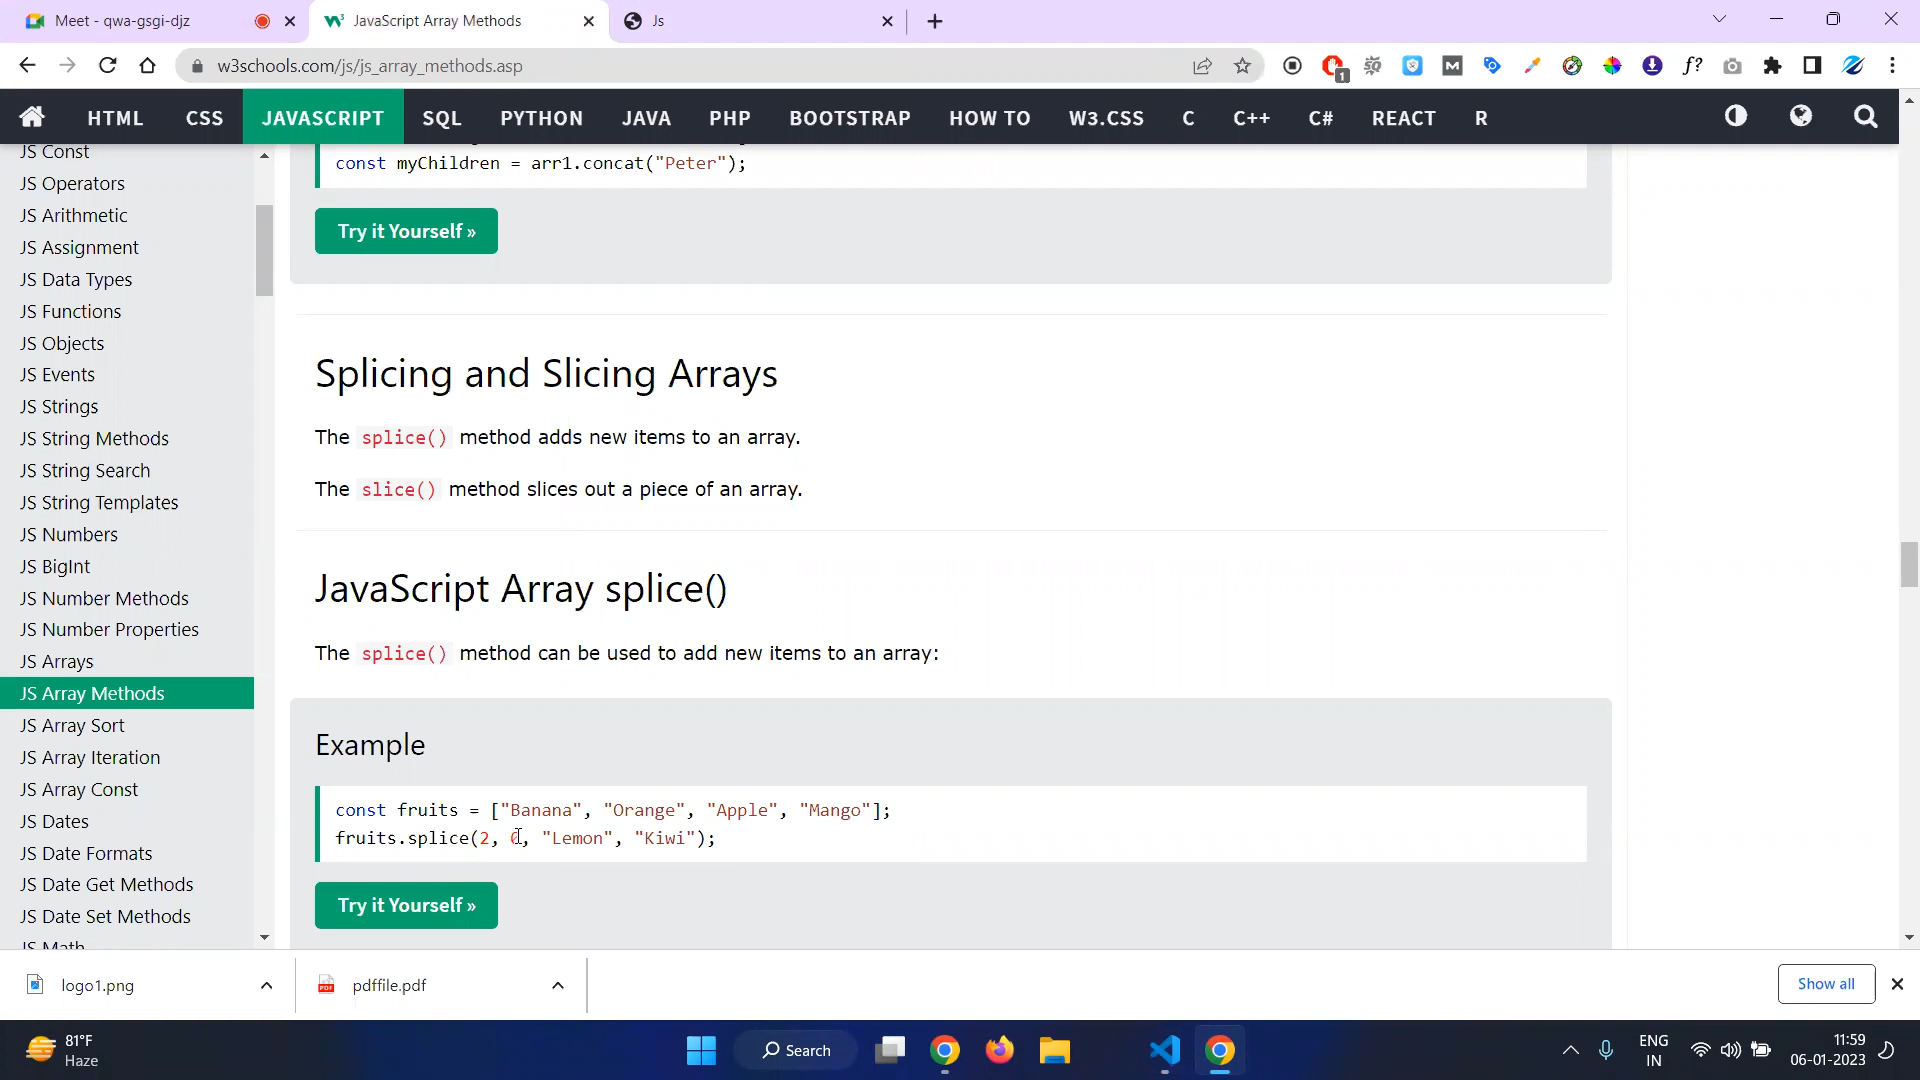 Meet - qwa-gsgi-djz
JavaScript Array Methods
Js
w3schools.com/js/js_array_methods.asp
1
M
f?
HTML
CSS
JAVASCRIPT
SQL
PYTHON
JAVA
PHP
BOOTSTRAP
HOW TO
W3.CSS
C
C++
C#
REACT
R
JS Const
JS Operators
JS Arithmetic
JS Assignment
JS Data Types
JS Functions
JS Objects
JS Events
JS Strings
JS String Methods
JS String Search
JS String Templates
JS Numbers
JS BigInt
JS Number Methods
JS Number Properties
JS Arrays
JS Array Methods
JS Array Sort
JS Array Iteration
JS Array Const
JS Dates
JS Date Formats
JS Date Get Methods
JS Date Set Methods
JS Math
const myChildren = arr1.concat("Peter");
Try it Yourself »
Splicing and Slicing Arrays
The splice() method adds new items to an array.
The slice() method slices out a piece of an array.
JavaScript Array splice()
The splice() method can be used to add new items to an array:
Example
const fruits = ["Banana", "Orange", "Apple", "Mango"];
fruits.splice(2, 0, "Lemon", "Kiwi");
Try it Yourself »
logo1.png
PDF
pdffile.pdf
Show all
81°F
Haze
Search
ENG
IN
11:59
06-01-2023